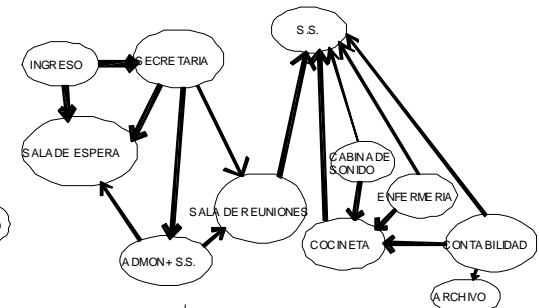 S.S.
INGRESO
SECRETARIA
SALA DE ESPERA
CABINA DE
SONIDO
ENFERMERIA
SALA DE REUNIONES
COCINETA
CONTABILIDAD
ADMON+ S.S.
ARCHIVO